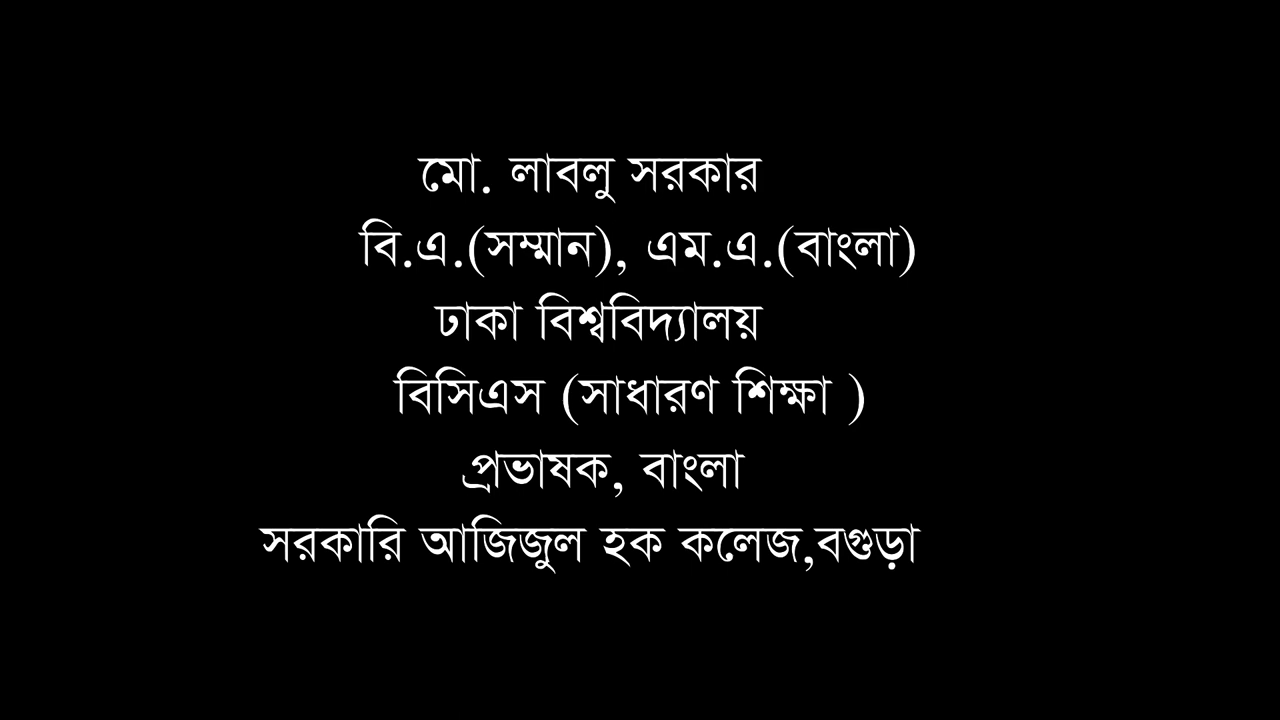 মো. লাবলু সরকার
বি.এ.(সম্মান), এম.এ.(বাংলা)
ঢাকা বিশ্ববিদ্যালয়
বিসিএস (সাধারণ শিক্ষা )
প্রভাষক, বাংলা
সরকারি আজিজুল হক কলেজ,বগুড়া